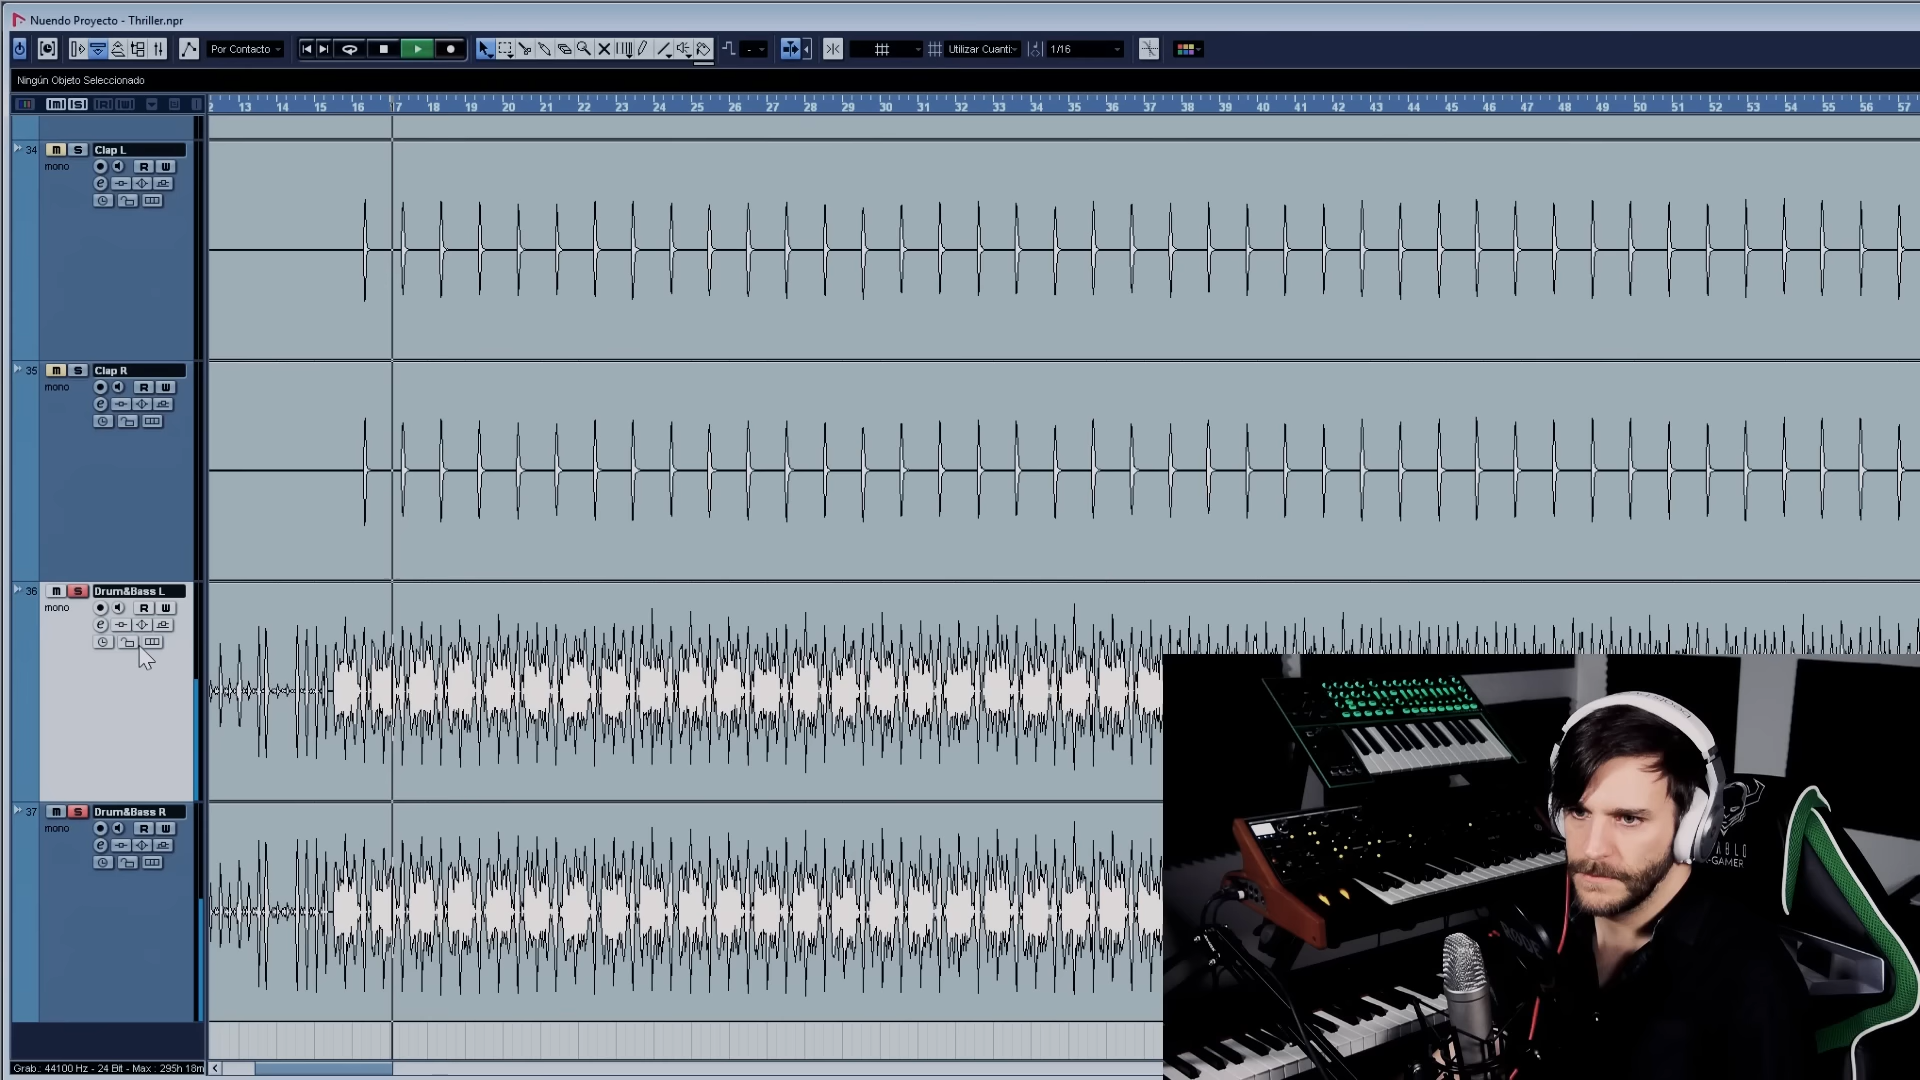 Nuendo Proyecto - Thriller.npr
Por Contacto
Utilizar Cuanti
1/16
Ningún Objeto Seleccionado
2 13 14 15 16 17 18 19 20 21 22 23 24 25 26 27 28 29 30 31 32 33 34 35 36 37 38 39 40 41 42 43 44 45 46 47 48 49 50 51 52 53 54 55 56 57
34 m S Clap L
mono R W
e
35 m S Clap R
mono R W
e
36 m S Drum&Bass L
mono R W
e
37 m S Drum&Bass R
mono R W
e
RODE
-GAMER
Grab.: 44100 Hz - 24 Bit - Max : 295h 18m